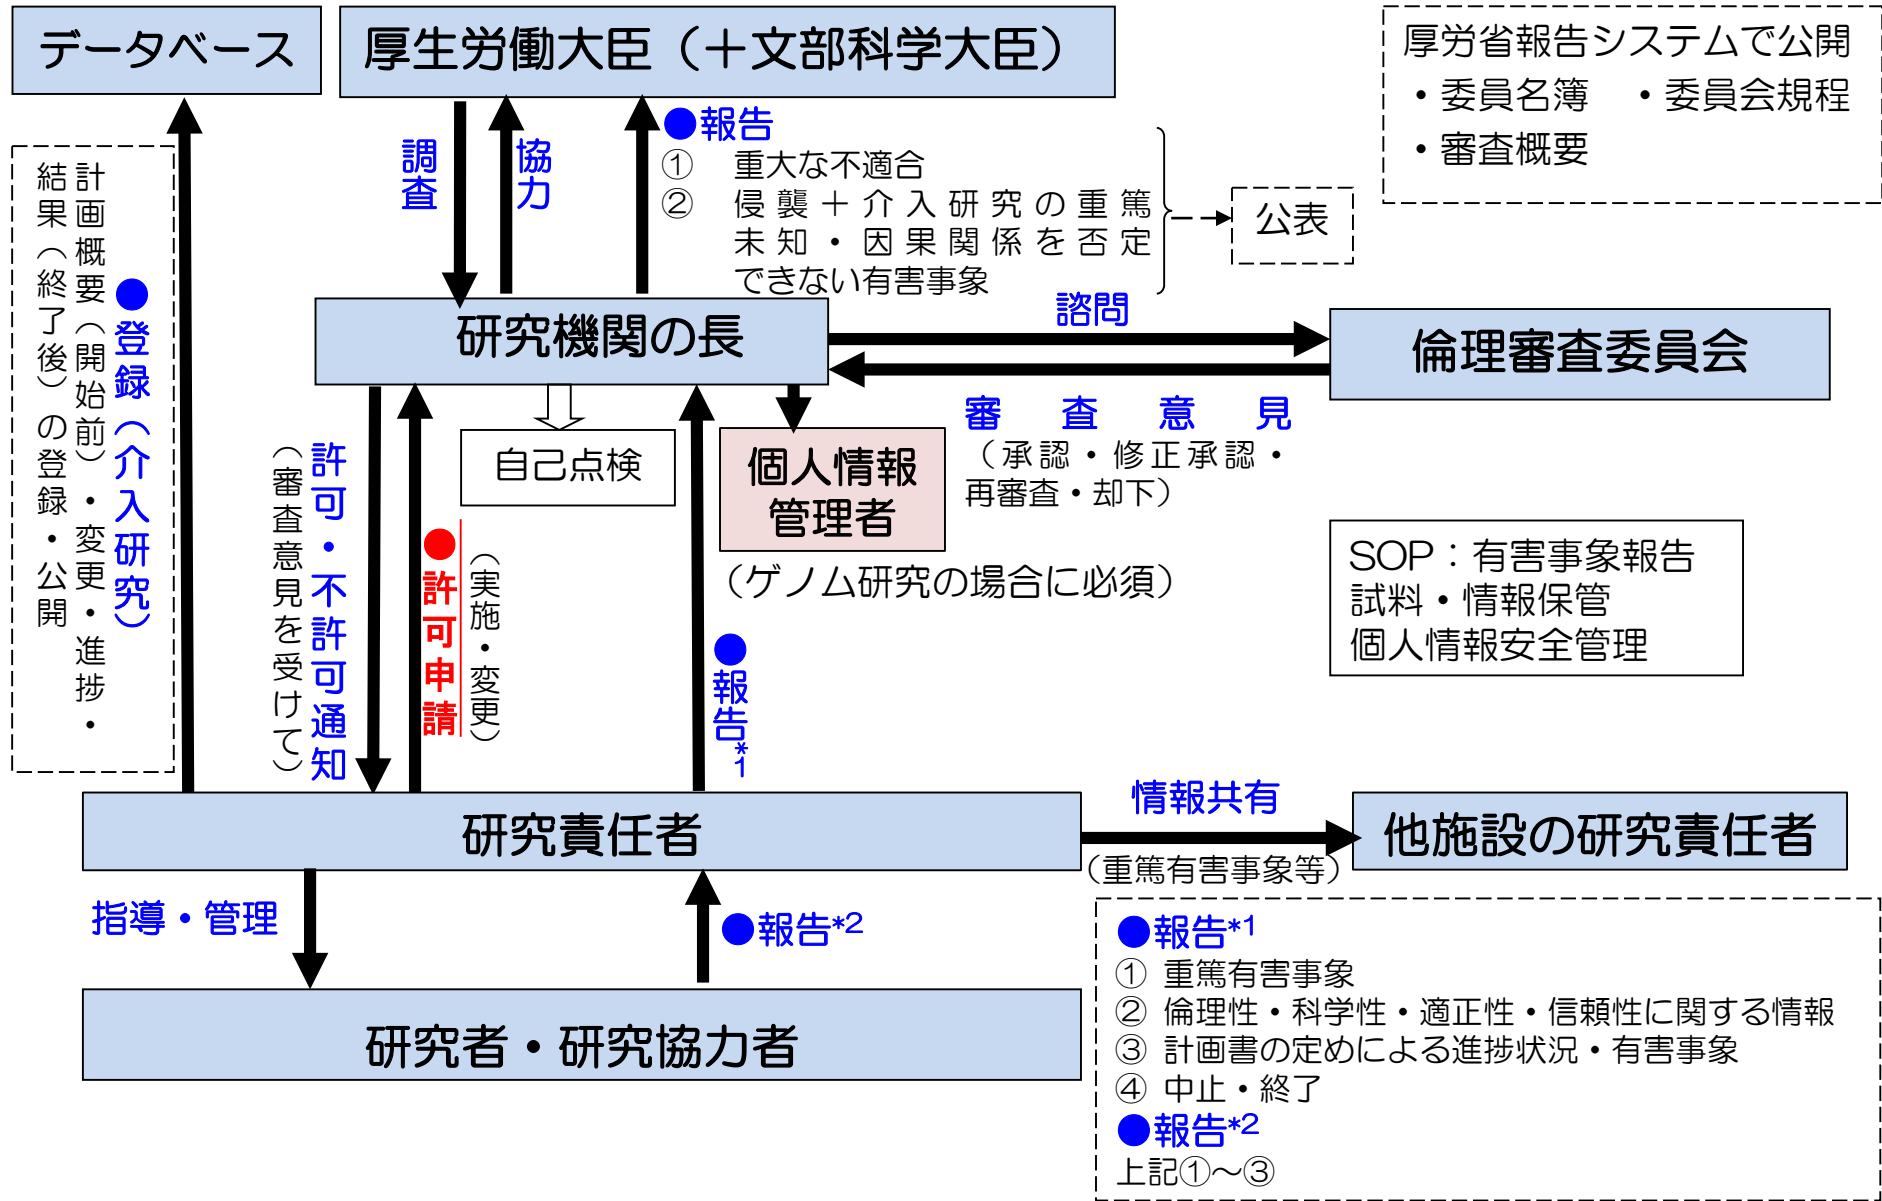 データベース
厚生労働大臣（＋文部科学大臣）
厚労省報告システムで公開
・委員名簿　・委員会規程
・審査概要
●登録（介入研究）
計画概要（開始前）・変更・進捗・
結果（終了後）の登録・公開
調査
協力
●報告
①　重大な不適合
②　侵襲＋介入研究の重篤
未知・因果関係を否定
できない有害事象
公表
研究機関の長
諮問
倫理審査委員会
審査意見
（承認・修正承認・
再審査・却下）
自己点検
個人情報
管理者
（ゲノム研究の場合に必須）
SOP：有害事象報告
試料・情報保管
個人情報安全管理
許可・不許可通知
（審査意見を受けて）
●許可申請
（実施・変更）
●報告*1
研究責任者
情報共有
（重篤有害事象等）
他施設の研究責任者
指導・管理
●報告*2
研究者・研究協力者
●報告*1
① 重篤有害事象
② 倫理性・科学性・適正性・信頼性に関する情報
③ 計画書の定めによる進捗状況・有害事象
④ 中止・終了
●報告*2
上記①～③